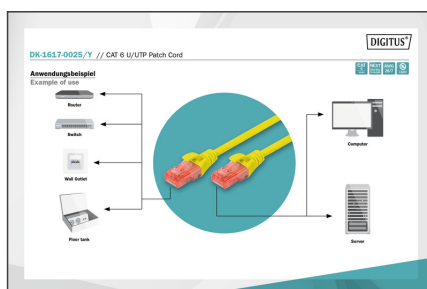 DIGITUS®
DK-1617-0025/Y // CAT 6 U/UTP Patch Cord
Anwendungsbeispiel
Example of use
Router
Switch
Wall Outlet
Floor tank
Computer
Server